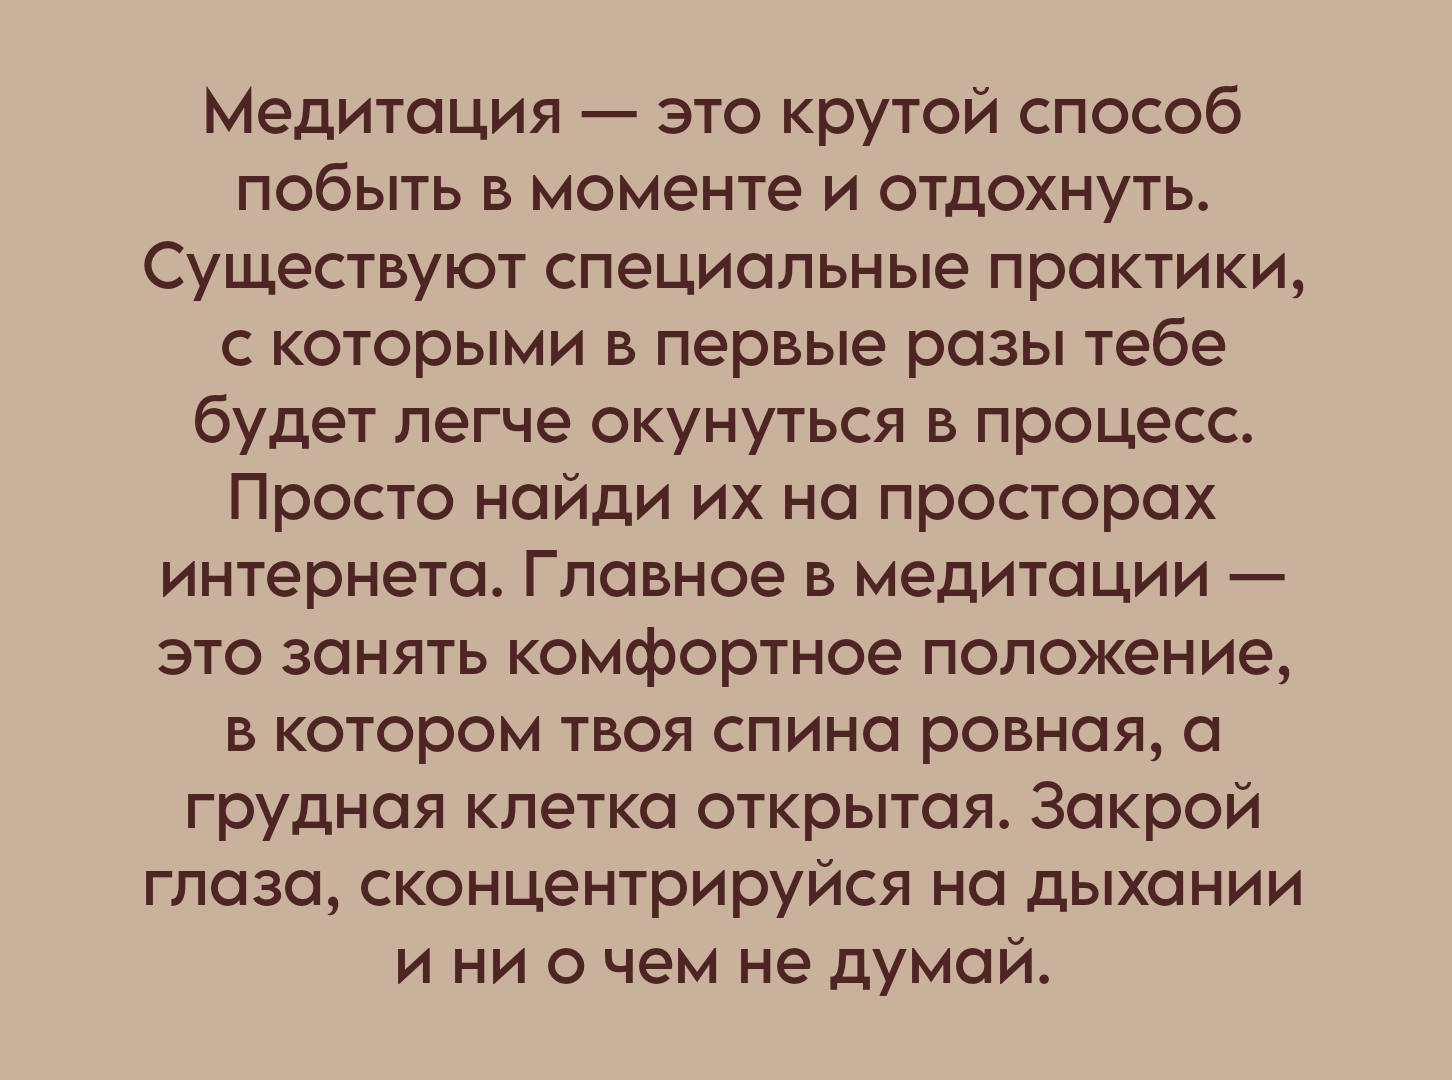 Медитация — это крутой способ
побыть в моменте и отдохнуть.
Существуют специальные практики,
с которыми в первые разы тебе
будет легче окунуться в процесс.
Просто найди их на просторах
интернета. Главное в медитации —
это занять комфортное положение,
в котором твоя спина ровная, а
грудная клетка открытая. Закрой
глаза, сконцентрируйся на дыхании
и ни о чем не думай.